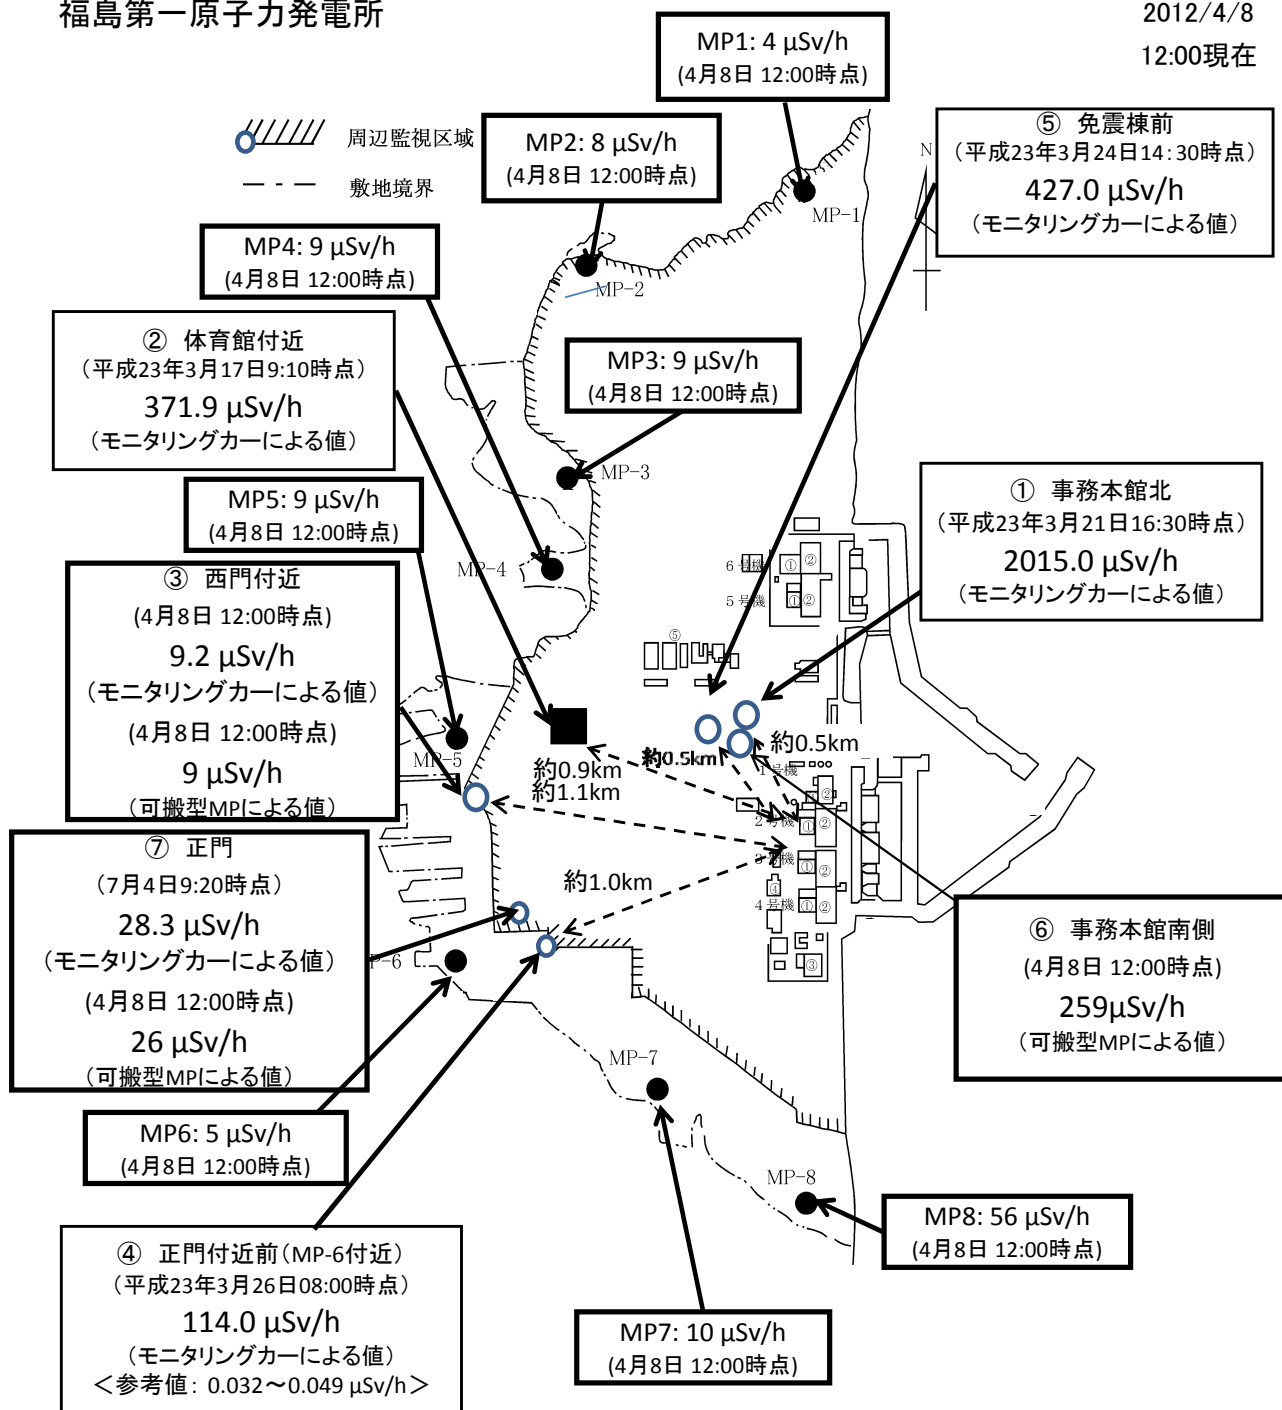 福島第一原子力発電所
2012/4/8
12:00現在
周辺監視区域
敷地境界
MP1: 4 μSv/h
(4月8日 12:00時点)
MP2: 8 μSv/h
(4月8日 12:00時点)
⑤ 免震棟前
(平成23年3月24日14:30時点)
427.0 μSv/h
(モニタリングカーによる値)
N
MP-1
MP4: 9 μSv/h
(4月8日 12:00時点)
MP-2
② 体育館付近
(平成23年3月17日9:10時点)
371.9 μSv/h
(モニタリングカーによる値)
MP3: 9 μSv/h
(4月8日 12:00時点)
MP-3
MP5: 9 μSv/h
(4月8日 12:00時点)
① 事務本館北
(平成23年3月21日16:30時点)
2015.0 μSv/h
(モニタリングカーによる値)
MP-4
6号機
① ②
5号機
① ②
③ 西門付近
(4月8日 12:00時点)
9.2 μSv/h
(モニタリングカーによる値)
(4月8日 12:00時点)
9 μSv/h
(可搬型MPによる値)
⑤
MP-5
約0.9km
約1.1km
約0.5km
約0.5km
1号機
②
2号機
① ②
3号機
① ②
④
4号機
① ②
③
約1.0km
⑦ 正門
(7月4日9:20時点)
28.3 μSv/h
(モニタリングカーによる値)
(4月8日 12:00時点)
26 μSv/h
(可搬型MPによる値)
P-6
⑥ 事務本館南側
(4月8日 12:00時点)
259μSv/h
(可搬型MPによる値)
MP-7
MP6: 5 μSv/h
(4月8日 12:00時点)
MP-8
MP8: 56 μSv/h
(4月8日 12:00時点)
④ 正門付近前(MP-6付近)
(平成23年3月26日08:00時点)
114.0 μSv/h
(モニタリングカーによる値)
<参考値: 0.032～0.049 μSv/h>
MP7: 10 μSv/h
(4月8日 12:00時点)